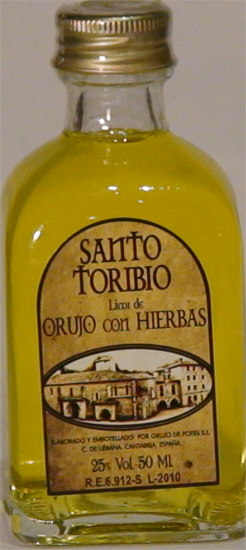 SANTO
TORIBIO
Licor de
ORUJO con HIERBAS
ELABORADO Y EMBOTELLADO POR ORUJO DE POTES S.L.
C. DE LIÉBANA. CANTABRIA. ESPAÑA
25% Vol 50 Ml
R.E.6.912-S L-2010